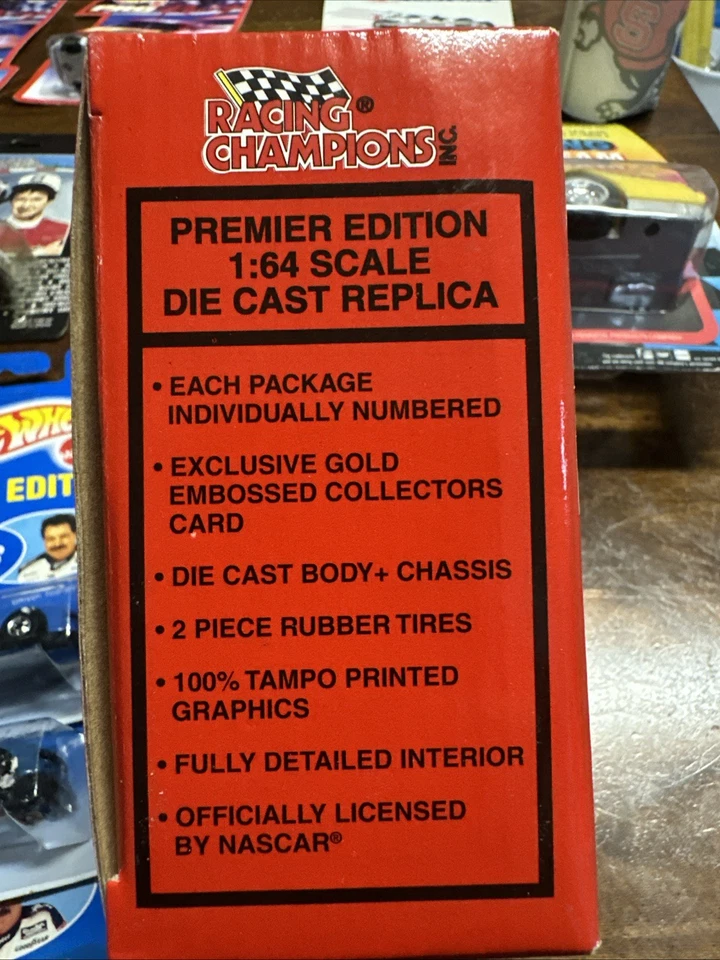 RACING®
CHAMPIONS INC.
PREMIER EDITION
1:64 SCALE
DIE CAST REPLICA
• EACH PACKAGE
INDIVIDUALLY NUMBERED
• EXCLUSIVE GOLD
EMBOSSED COLLECTORS
CARD
• DIE CAST BODY+ CHASSIS
• 2 PIECE RUBBER TIRES
• 100% TAMPO PRINTED
GRAPHICS
• FULLY DETAILED INTERIOR
• OFFICIALLY LICENSED
BY NASCAR®